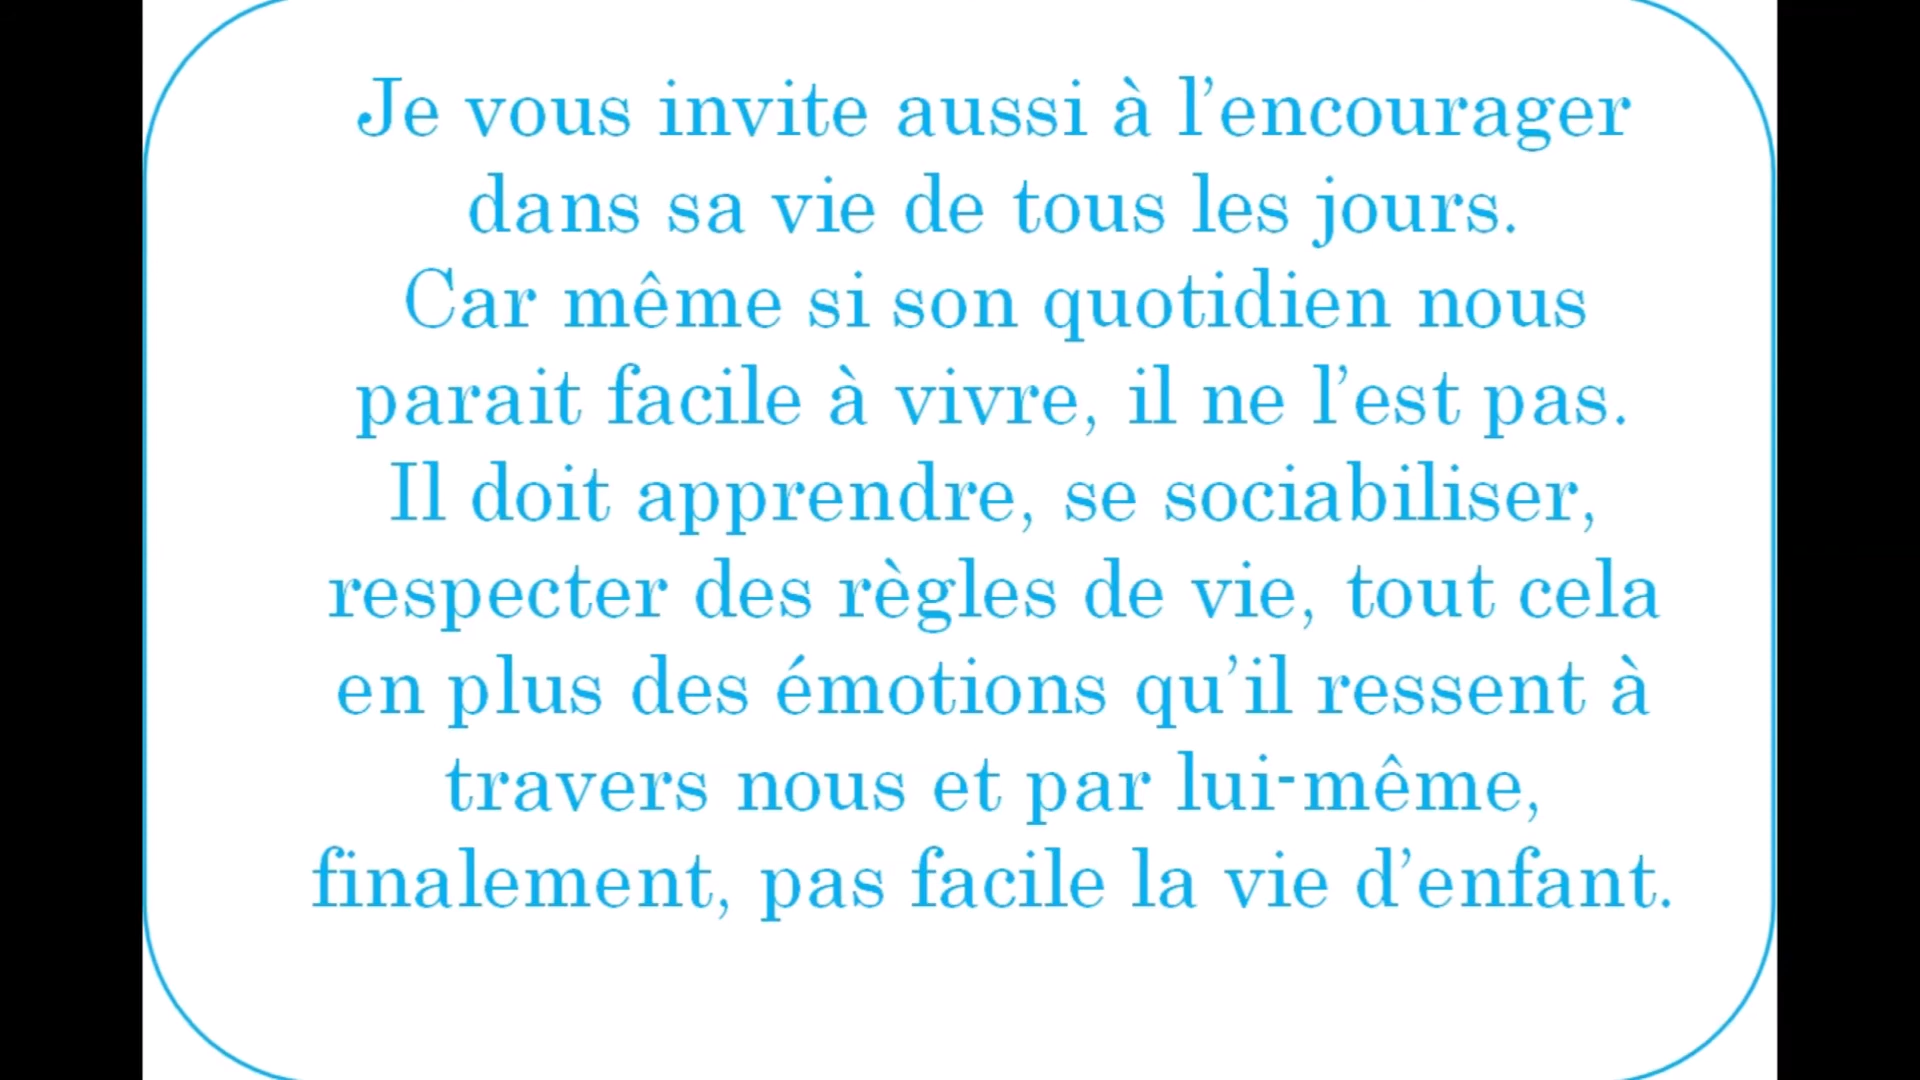 Je vous invite aussi à l’encourager
dans sa vie de tous les jours.
Car même si son quotidien nous
parait facile à vivre, il ne l’est pas.
Il doit apprendre, se sociabiliser,
respecter des règles de vie, tout cela
en plus des émotions qu’il ressent à
travers nous et par lui-même,
finalement, pas facile la vie d’enfant.